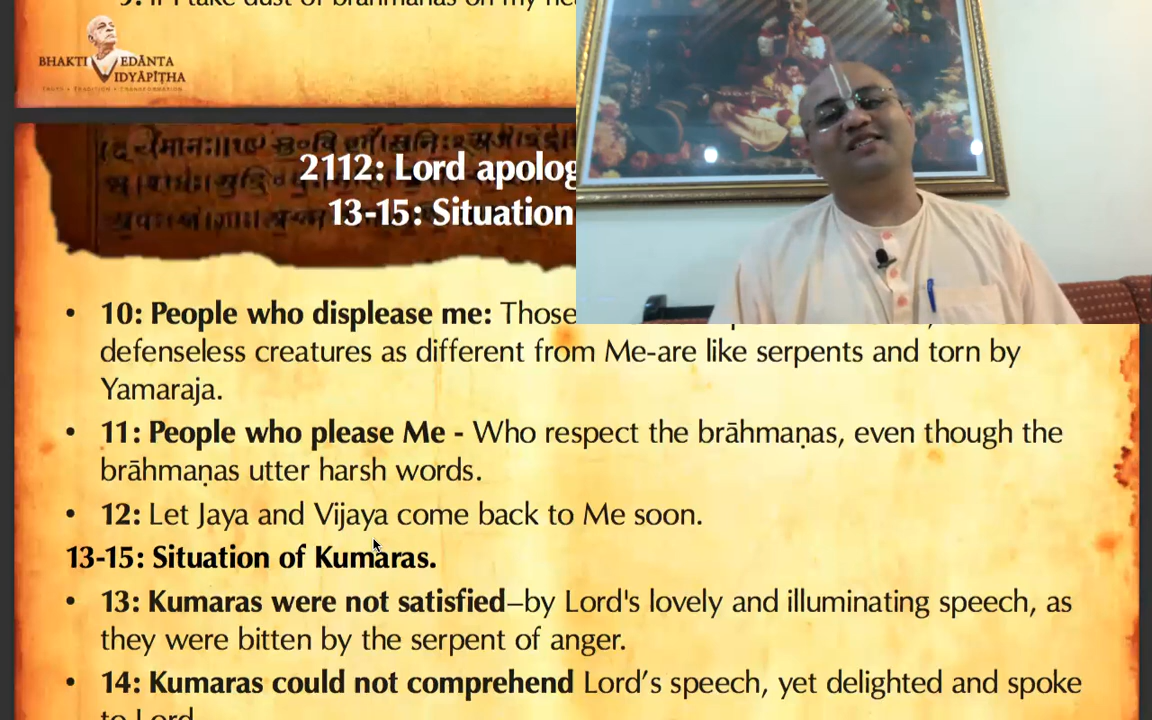 BHAKTI VEDĀNTA
VIDYĀPĪṬHA
2112: Lord apolog
13-15: Situation
• 10: People who displease me: Those
defenseless creatures as different from Me-are like serpents and torn by
Yamaraja.
• 11: People who please Me - Who respect the brāhmaṇas, even though the
brāhmaṇas utter harsh words.
• 12: Let Jaya and Vijaya come back to Me soon.
13-15: Situation of Kumaras.
• 13: Kumaras were not satisfied–by Lord's lovely and illuminating speech, as
they were bitten by the serpent of anger.
• 14: Kumaras could not comprehend Lord’s speech, yet delighted and spoke
to Lord